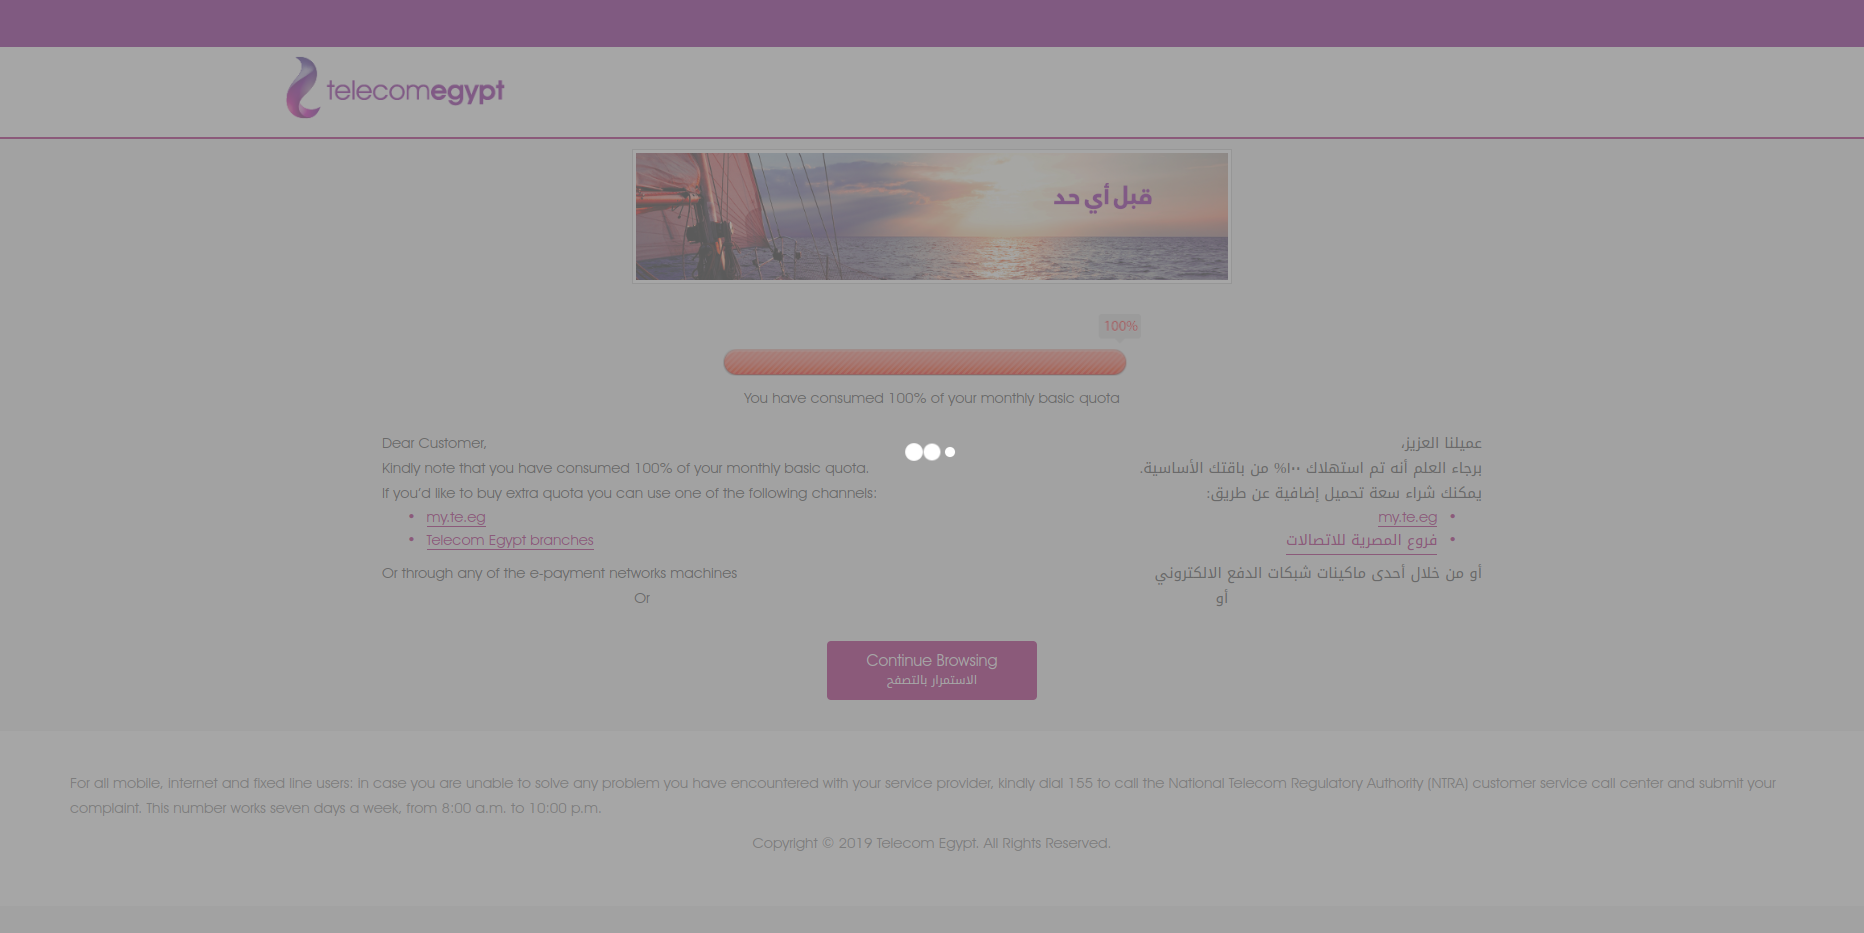 telecomegypt
قبل أي حد
100%
You have consumed 100% of your monthly basic quota
Dear Customer,
Kindly note that you have consumed 100% of your monthly basic quota.
If you'd like to buy extra quota you can use one of the following channels:
• my.te.eg
• Telecom Egypt branches
Or through any of the e-payment networks machines
Or
عميلنا العزيز،
برجاء العلم أنه تم استهلاك ١٠٠% من باقتك الأساسية.
يمكنك شراء سعة تحميل إضافية عن طريق:
• my.te.eg
• فروع المصرية للاتصالات
أو من خلال أحدى ماكينات شبكات الدفع الالكتروني
أو
Continue Browsing
الاستمرار بالتصفح
For all mobile, internet and fixed line users: in case you are unable to solve any problem you have encountered with your service provider, kindly dial 155 to call the National Telecom Regulatory Authority (NTRA) customer service call center and submit your
complaint. This number works seven days a week, from 8:00 a.m. to 10:00 p.m.
Copyright © 2019 Telecom Egypt. All Rights Reserved.